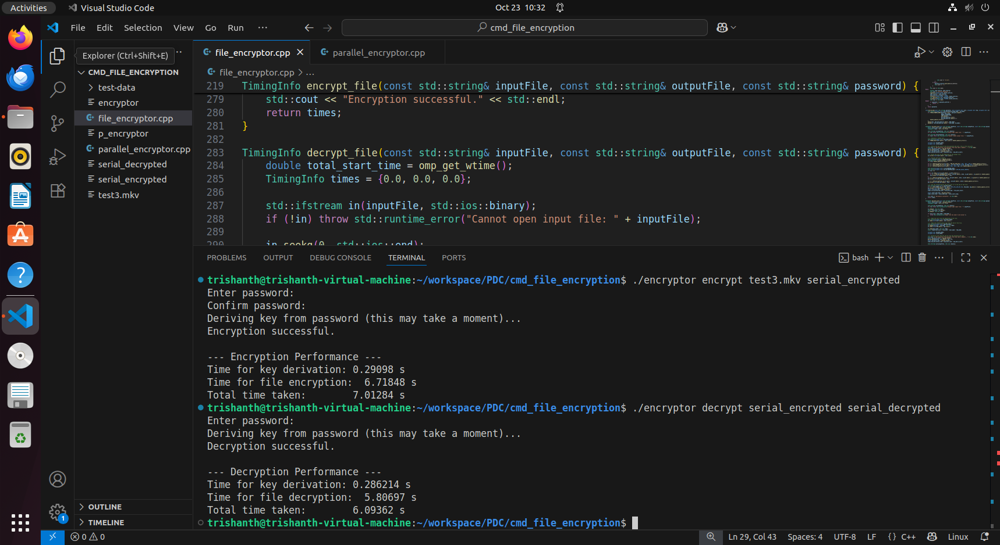 Activities
Visual Studio Code
Oct 23 10:32
File Edit Selection View Go Run ···
cmd_file_encryption
Explorer (Ctrl+Shift+E)
CMD_FILE_ENCRYPTION
test-data
encryptor
file_encryptor.cpp
p_encryptor
parallel_encryptor.cpp
serial_decrypted
serial_encrypted
test3.mkv
OUTLINE
TIMELINE
file_encryptor.cpp
parallel_encryptor.cpp
file_encryptor.cpp > ...
219 TimingInfo encrypt_file(const std::string& inputFile, const std::string& outputFile, const std::string& password) {
279 std::cout << "Encryption successful." << std::endl;
280 return times;
281 }
282
283 TimingInfo decrypt_file(const std::string& inputFile, const std::string& outputFile, const std::string& password) {
284 double total_start_time = omp_get_wtime();
285 TimingInfo times = {0.0, 0.0, 0.0};
286
287 std::ifstream in(inputFile, std::ios::binary);
288 if (!in) throw std::runtime_error("Cannot open input file: " + inputFile);
289
290 in.seekg(0, std::ios::end);
PROBLEMS OUTPUT DEBUG CONSOLE TERMINAL PORTS
bash
trishanth@trishanth-virtual-machine:~/workspace/PDC/cmd_file_encryption$ ./encryptor encrypt test3.mkv serial_encrypted
Enter password:
Confirm password:
Deriving key from password (this may take a moment)...
Encryption successful.
--- Encryption Performance ---
Time for key derivation: 0.29098 s
Time for file encryption: 6.71848 s
Total time taken: 7.01284 s
trishanth@trishanth-virtual-machine:~/workspace/PDC/cmd_file_encryption$ ./encryptor decrypt serial_encrypted serial_decrypted
Enter password:
Deriving key from password (this may take a moment)...
Decryption successful.
--- Decryption Performance ---
Time for key derivation: 0.286214 s
Time for file decryption: 5.80697 s
Total time taken: 6.09362 s
trishanth@trishanth-virtual-machine:~/workspace/PDC/cmd_file_encryption$
1
0 0
Ln 29, Col 43 Spaces: 4 UTF-8 LF {} C++ Linux